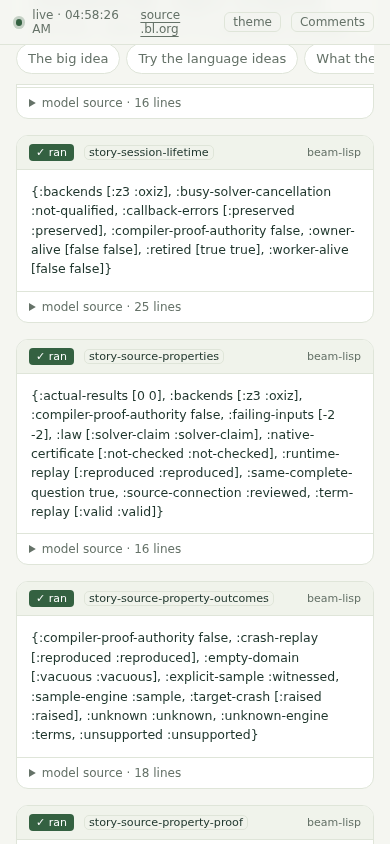 live · 04:58:26 AM
source .bl.org
theme
Comments
The big idea
Try the language ideas
What the
▶ model source · 16 lines
✓ ran story-session-lifetime beam-lisp
{:backends [:z3 :oxiz], :busy-solver-cancellation
:not-qualified, :callback-errors [:preserved
:preserved], :compiler-proof-authority false, :owner-
alive [false false], :retired [true true], :worker-alive
[false false]}
▶ model source · 25 lines
✓ ran story-source-properties beam-lisp
{:actual-results [0 0], :backends [:z3 :oxiz],
:compiler-proof-authority false, :failing-inputs [-2
-2], :law [:solver-claim :solver-claim], :native-
certificate [:not-checked :not-checked], :runtime-
replay [:reproduced :reproduced], :same-complete-
question true, :source-connection :reviewed, :term-
replay [:valid :valid]}
▶ model source · 16 lines
✓ ran story-source-property-outcomes beam-lisp
{:compiler-proof-authority false, :crash-replay
[:reproduced :reproduced], :empty-domain
[:vacuous :vacuous], :explicit-sample :witnessed,
:sample-engine :sample, :target-crash [:raised
:raised], :unknown :unknown, :unknown-engine
:terms, :unsupported :unsupported}
▶ model source · 18 lines
✓ ran story-source-property-proof beam-lisp